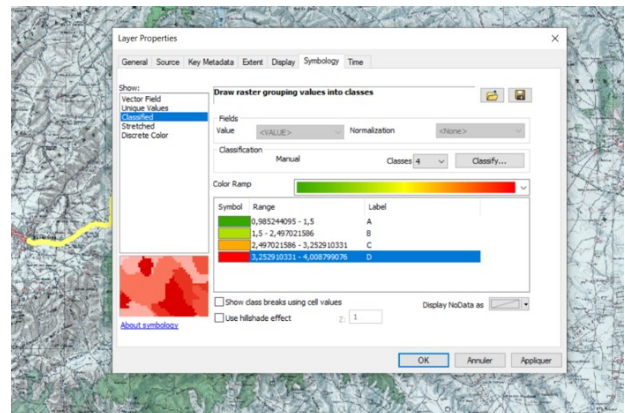 Layer Properties
General Source Key Metadata Extent Display Symbology Time
Show:
Vector Field
Unique Values
Classified
Stretched
Discrete Color
Draw raster grouping values into classes
Fields
Value <VALUE> Normalization <None>
Classification
Manual Classes 4 Classify...
Color Ramp
Symbol Range Label
0,985244095 - 1,5 A
1,5 - 2,497021586 B
2,497021586 - 3,252910331 C
3,252910331 - 4,008799076 D
Show class breaks using cell values Display NoData as
Use hillshade effect Z: 1
About symbology
OK Annuler Appliquer